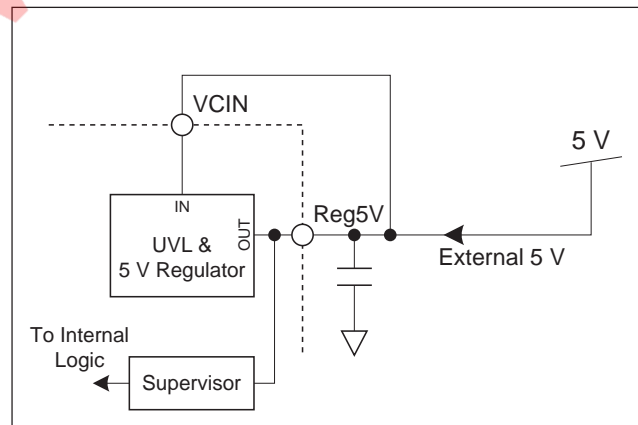 VCIN
5 V
IN
OUT
Reg5V
UVL &
5 V Regulator
External 5 V
To Internal
Logic
Supervisor